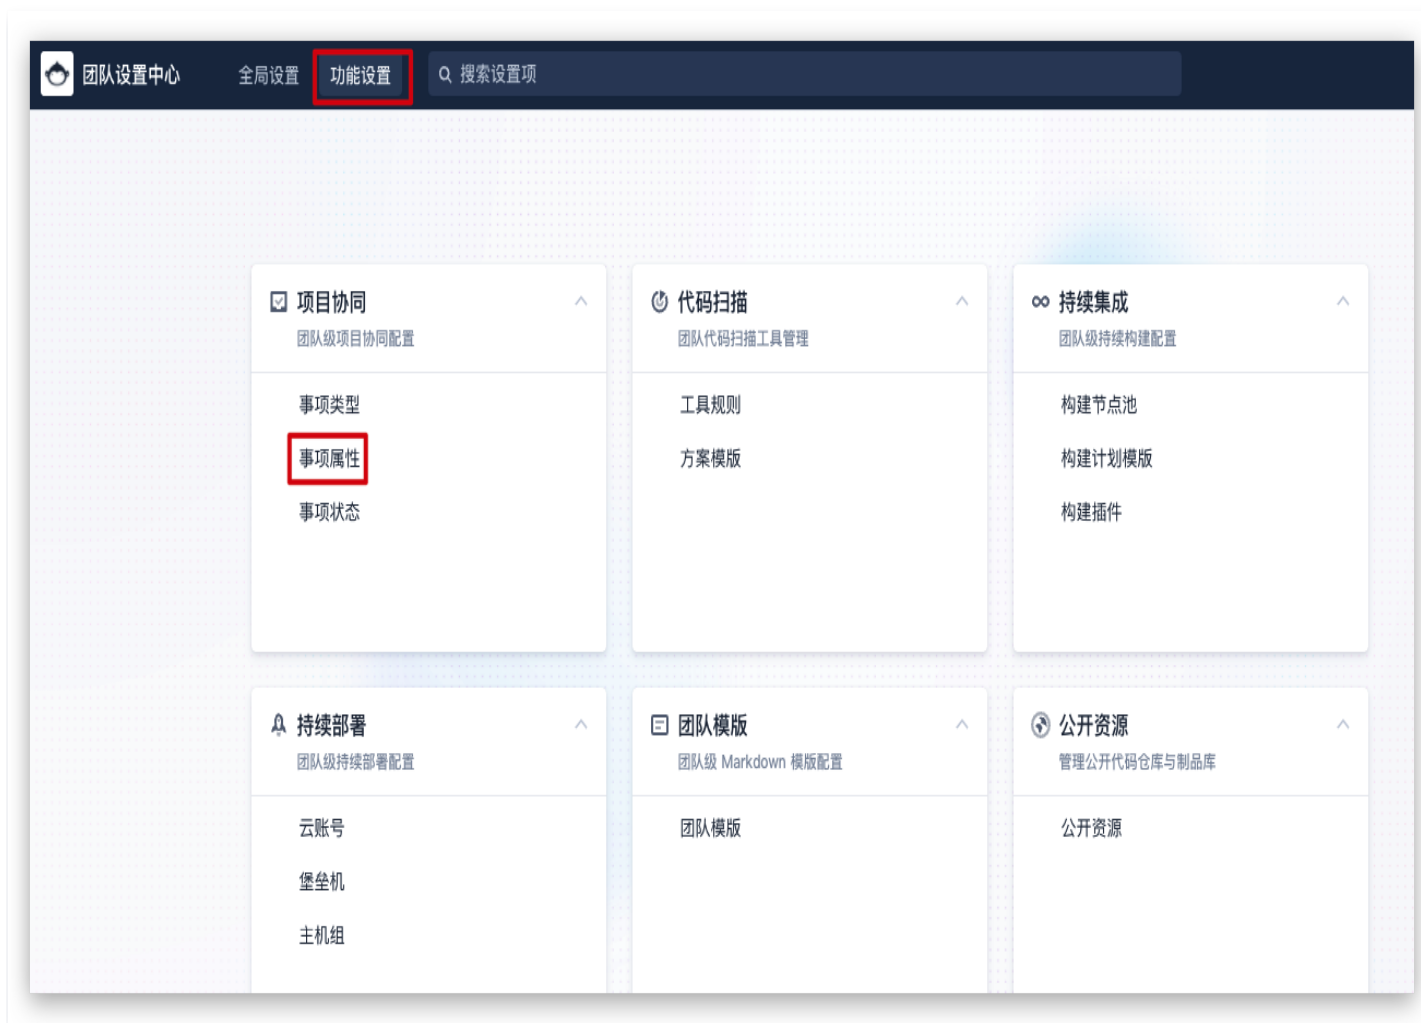 团队设置中心 全局设置 功能设置 搜索设置项
项目协同
团队级项目协同配置
事项类型
事项属性
事项状态
代码扫描
团队代码扫描工具管理
工具规则
方案模版
持续集成
团队级持续构建配置
构建节点池
构建计划模版
构建插件
持续部署
团队级持续部署配置
云账号
堡垒机
主机组
团队模版
团队级 Markdown 模版配置
团队模版
公开资源
管理公开代码仓库与制品库
公开资源